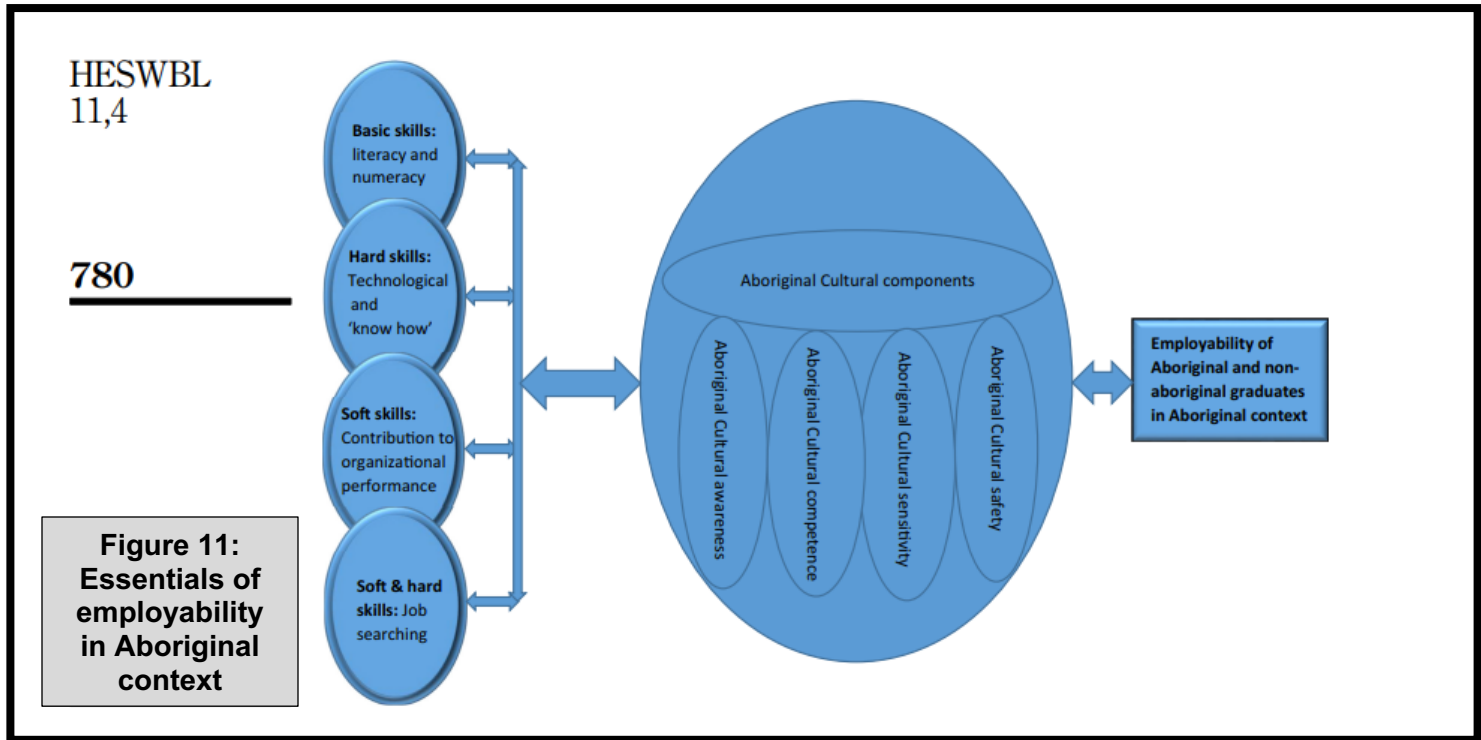 HESWBL
11,4
780
Basic skills:
literacy and
numeracy
Hard skills:
Technological
and
‘know how’
Soft skills:
Contribution to
organizational
performance
Soft & hard
skills: Job
searching
Aboriginal Cultural components
Aboriginal Cultural awareness
Aboriginal Cultural competence
Aboriginal Cultural sensitivity
Aboriginal Cultural safety
Employability of
Aboriginal and non-
aboriginal graduates
in Aboriginal context
Figure 11:
Essentials of
employability
in Aboriginal
context